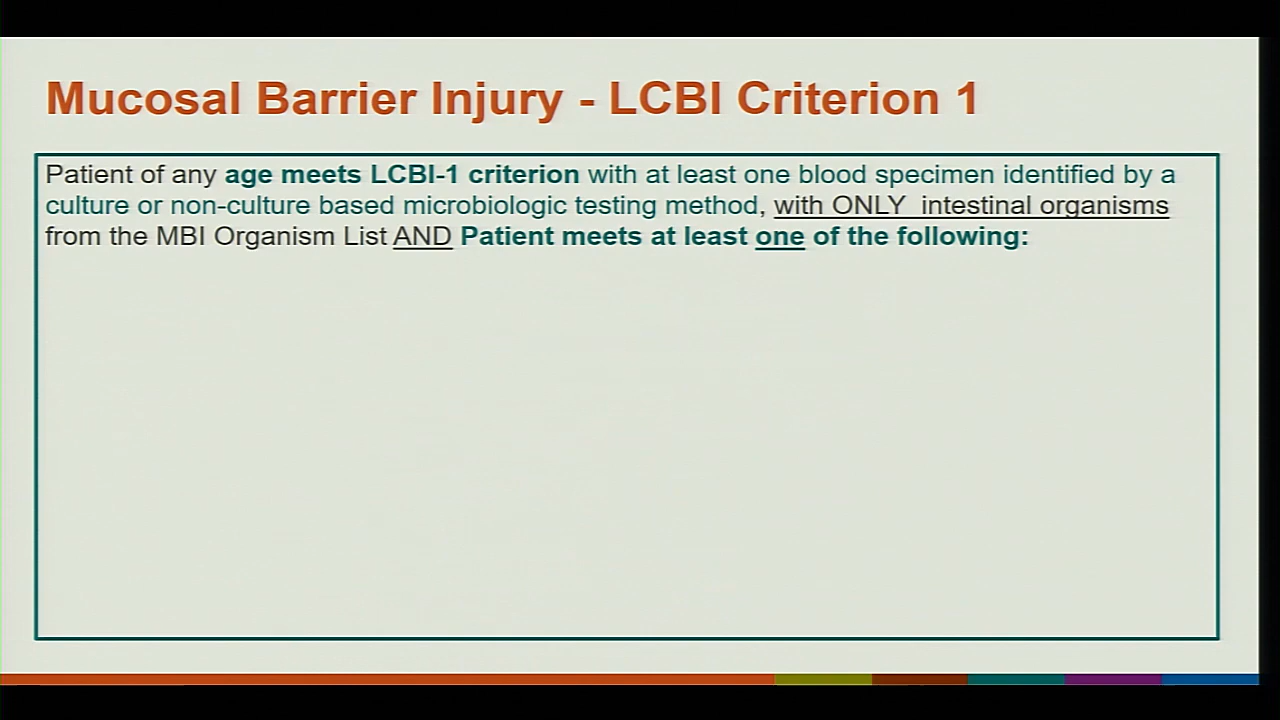 Mucosal Barrier Injury - LCBI Criterion 1
Patient of any age meets LCBI-1 criterion with at least one blood specimen identified by a
culture or non-culture based microbiologic testing method, with ONLY  intestinal organisms
from the MBI Organism List AND Patient meets at least one of the following: